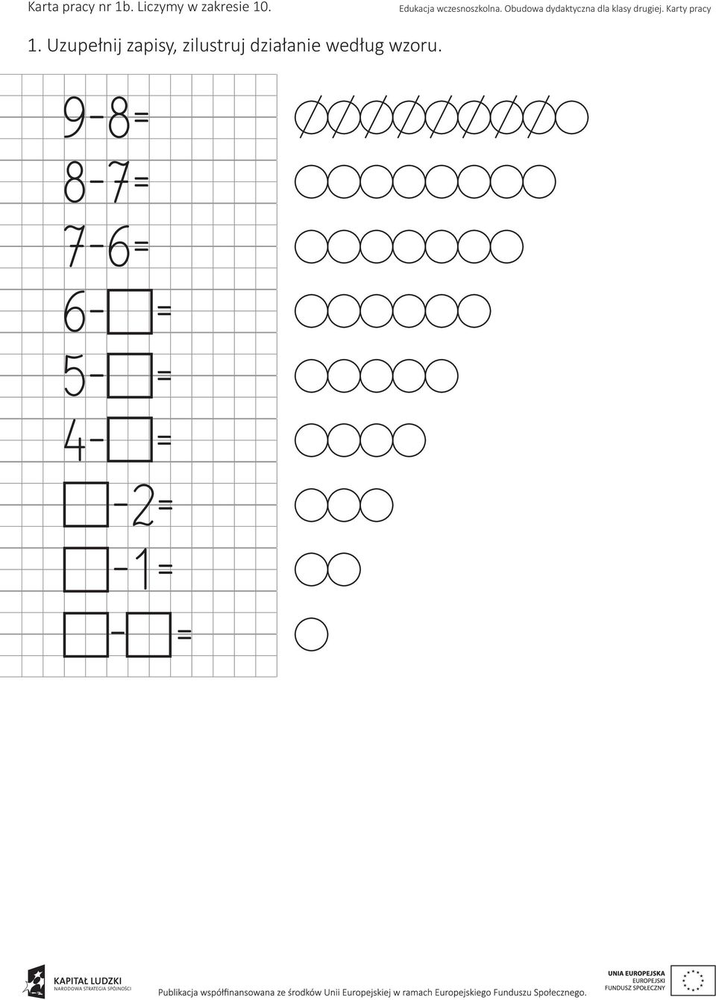 Karta pracy nr 1b. Liczymy w zakresie 10.
Edukacja wczesnoszkolna. Obudowa dydaktyczna dla klasy drugiej. Karty pracy
1. Uzupełnij zapisy, zilustruj działanie według wzoru.
9-8=
8-7=
7-6=
6-□=
5-□=
4-□=
□-2=
□-1=
□-□=
KAPITAŁ LUDZKI
NARODOWA STRATEGIA SPÓJNOŚCI
Publikacja współfinansowana ze środków Unii Europejskiej w ramach Europejskiego Funduszu Społecznego.
UNIA EUROPEJSKA
EUROPEJSKI
FUNDUSZ SPOŁECZNY